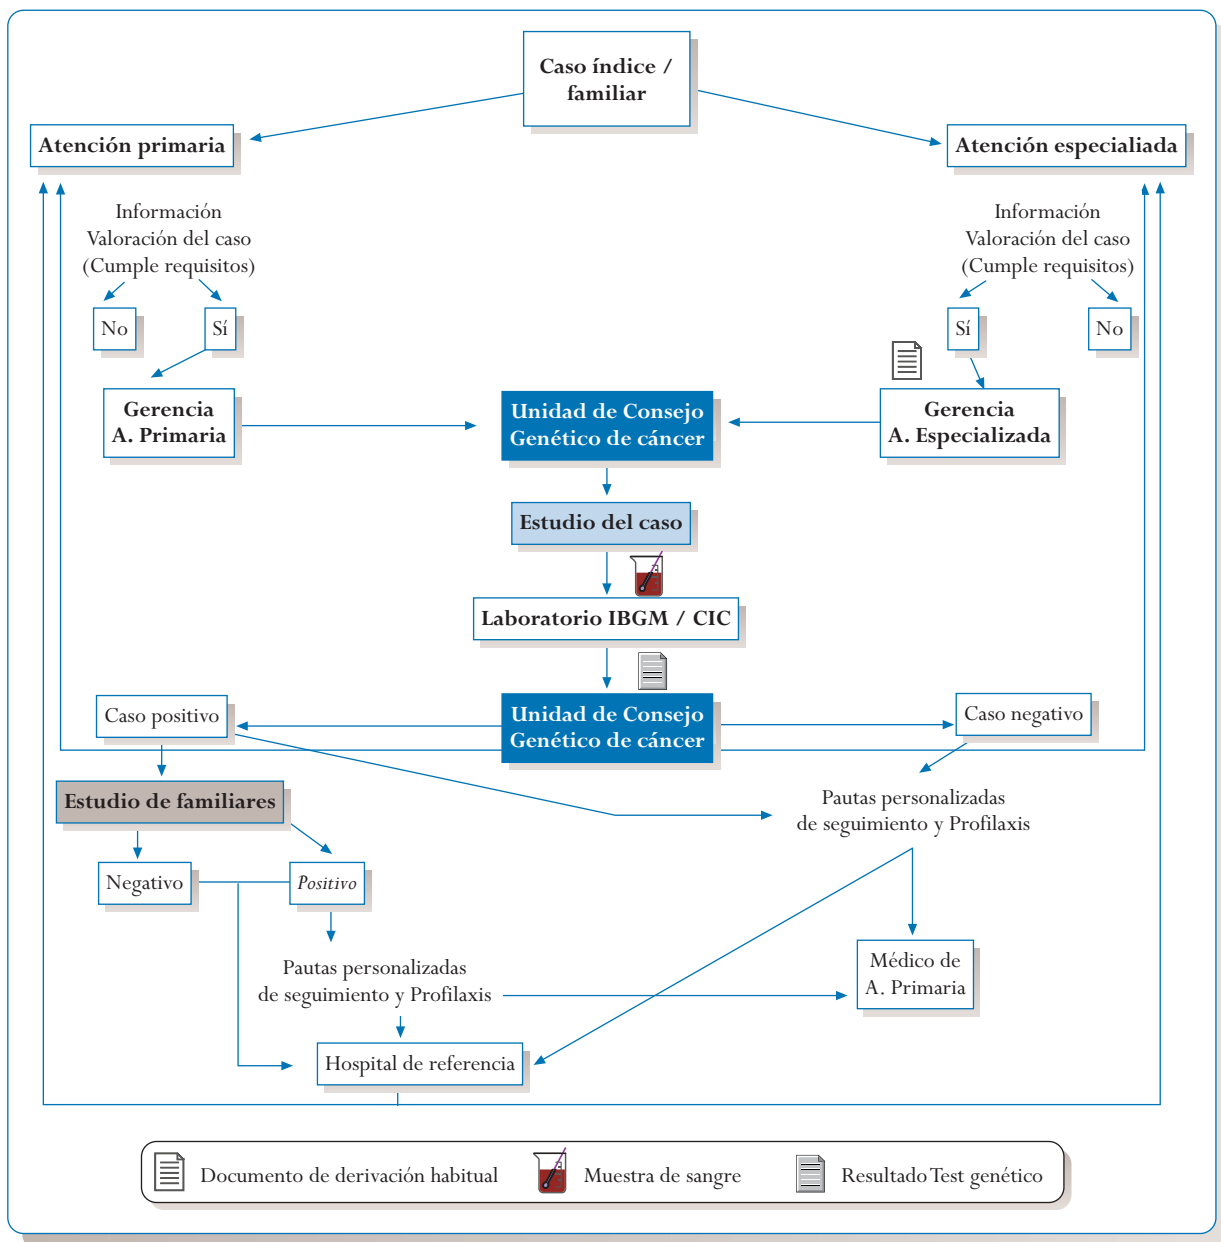 Caso índice /
familiar
Atención primaria
Atención especialiada
Información
Valoración del caso
(Cumple requisitos)
Información
Valoración del caso
(Cumple requisitos)
No
Sí
Sí
No
Gerencia
A. Primaria
Unidad de Consejo
Genético de cáncer
Gerencia
A. Especializada
Estudio del caso
Laboratorio IBGM / CIC
Caso positivo
Unidad de Consejo
Genético de cáncer
Caso negativo
Estudio de familiares
Pautas personalizadas
de seguimiento y Profilaxis
Negativo
Positivo
Pautas personalizadas
de seguimiento y Profilaxis
Médico de
A. Primaria
Hospital de referencia
Documento de derivación habitual
Muestra de sangre
Resultado Test genético